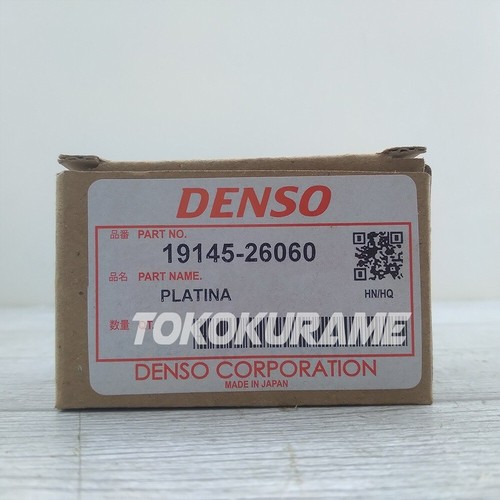 DENSO
品番 PART NO.
19145-26060
品名 PART NAME.
PLATINA
HN/HQ
数量
TOKOKURAME
DENSO CORPORATION
MADE IN JAPAN